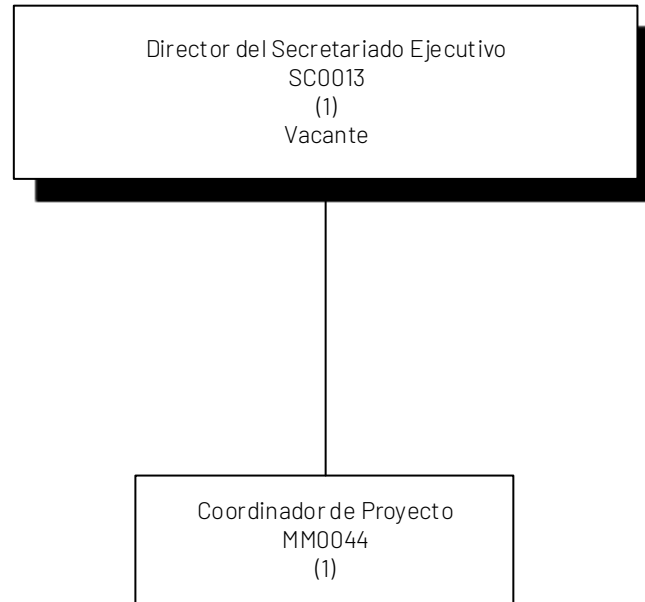 Director del Secretariado Ejecutivo
SC0013
(1)
Vacante
Coordinador de Proyecto
MM0044
(1)